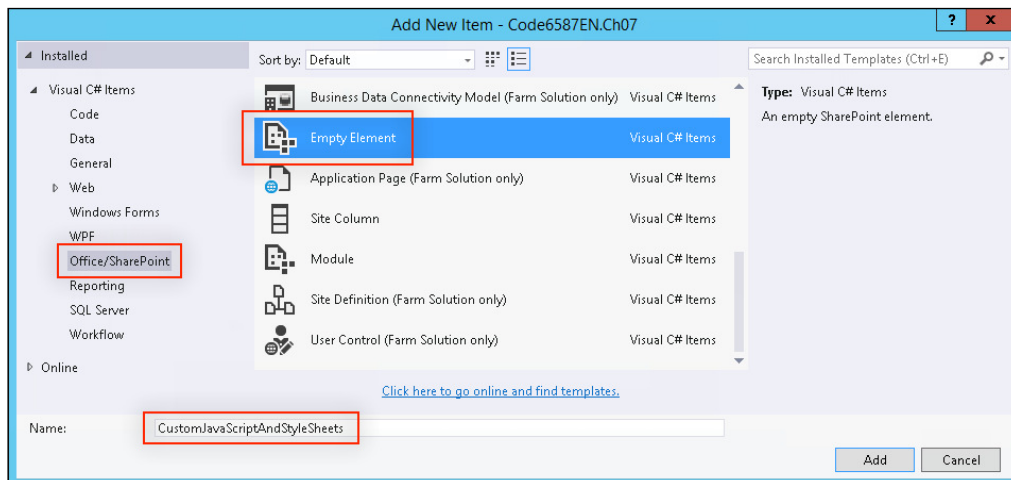 Add New Item - Code6587EN.Ch07
? x
Installed
Sort by: Default
Search Installed Templates (Ctrl+E)
Visual C# Items
Code
Data
General
Web
Windows Forms
WPF
Office/SharePoint
Reporting
SQL Server
Workflow
Online
Business Data Connectivity Model (Farm Solution only) Visual C# Items
Empty Element Visual C# Items
Application Page (Farm Solution only) Visual C# Items
Site Column Visual C# Items
Module Visual C# Items
Site Definition (Farm Solution only) Visual C# Items
User Control (Farm Solution only) Visual C# Items
Click here to go online and find templates.
Type: Visual C# Items
An empty SharePoint element.
Name: CustomJavaScriptAndStyleSheets
Add Cancel